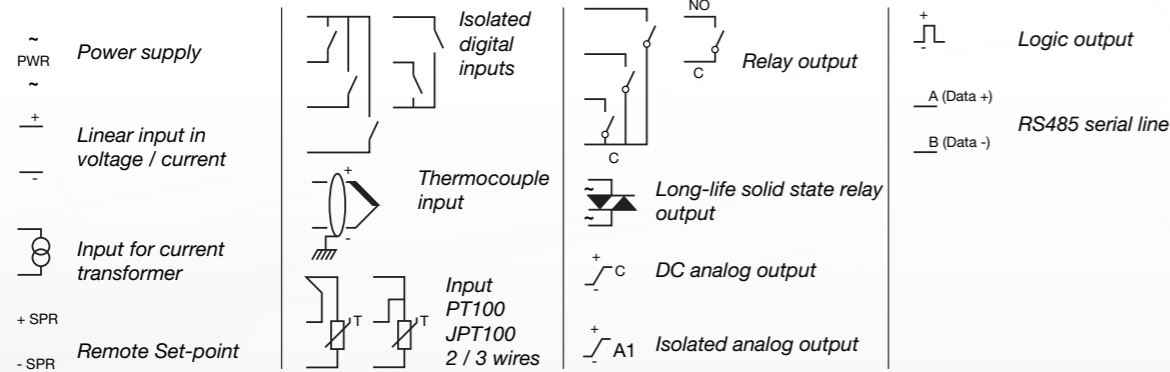 ~
PWR
~
Power supply
+
-
Linear input in
voltage / current
Input for current
transformer
+ SPR
- SPR
Remote Set-point
Isolated
digital
inputs
+
-
Thermocouple
input
T
T
Input
PT100
JPT100
2 / 3 wires
C
NO
C
Relay output
~
~
Long-life solid state relay
output
+
-
C
DC analog output
+
-
A1
Isolated analog output
+
-
Logic output
A (Data +)
B (Data -)
RS485 serial line